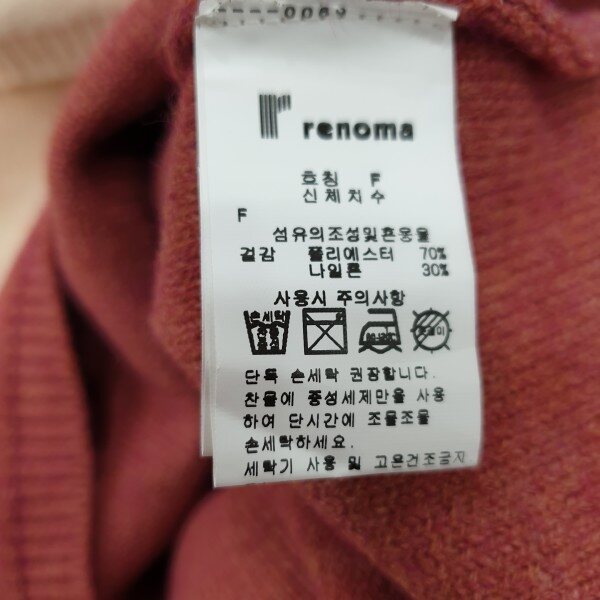 renoma
호칭 F
신체치수
F
섬유의조성및혼용율
겉감 폴리에스터 70%
나일론 30%
사용시 주의사항
손세탁
단독 손세탁 권장합니다.
찬물에 중성세제만을 사용
하여 단시간에 조물조물
손세탁하세요.
세탁기 사용 및 고온건조금지